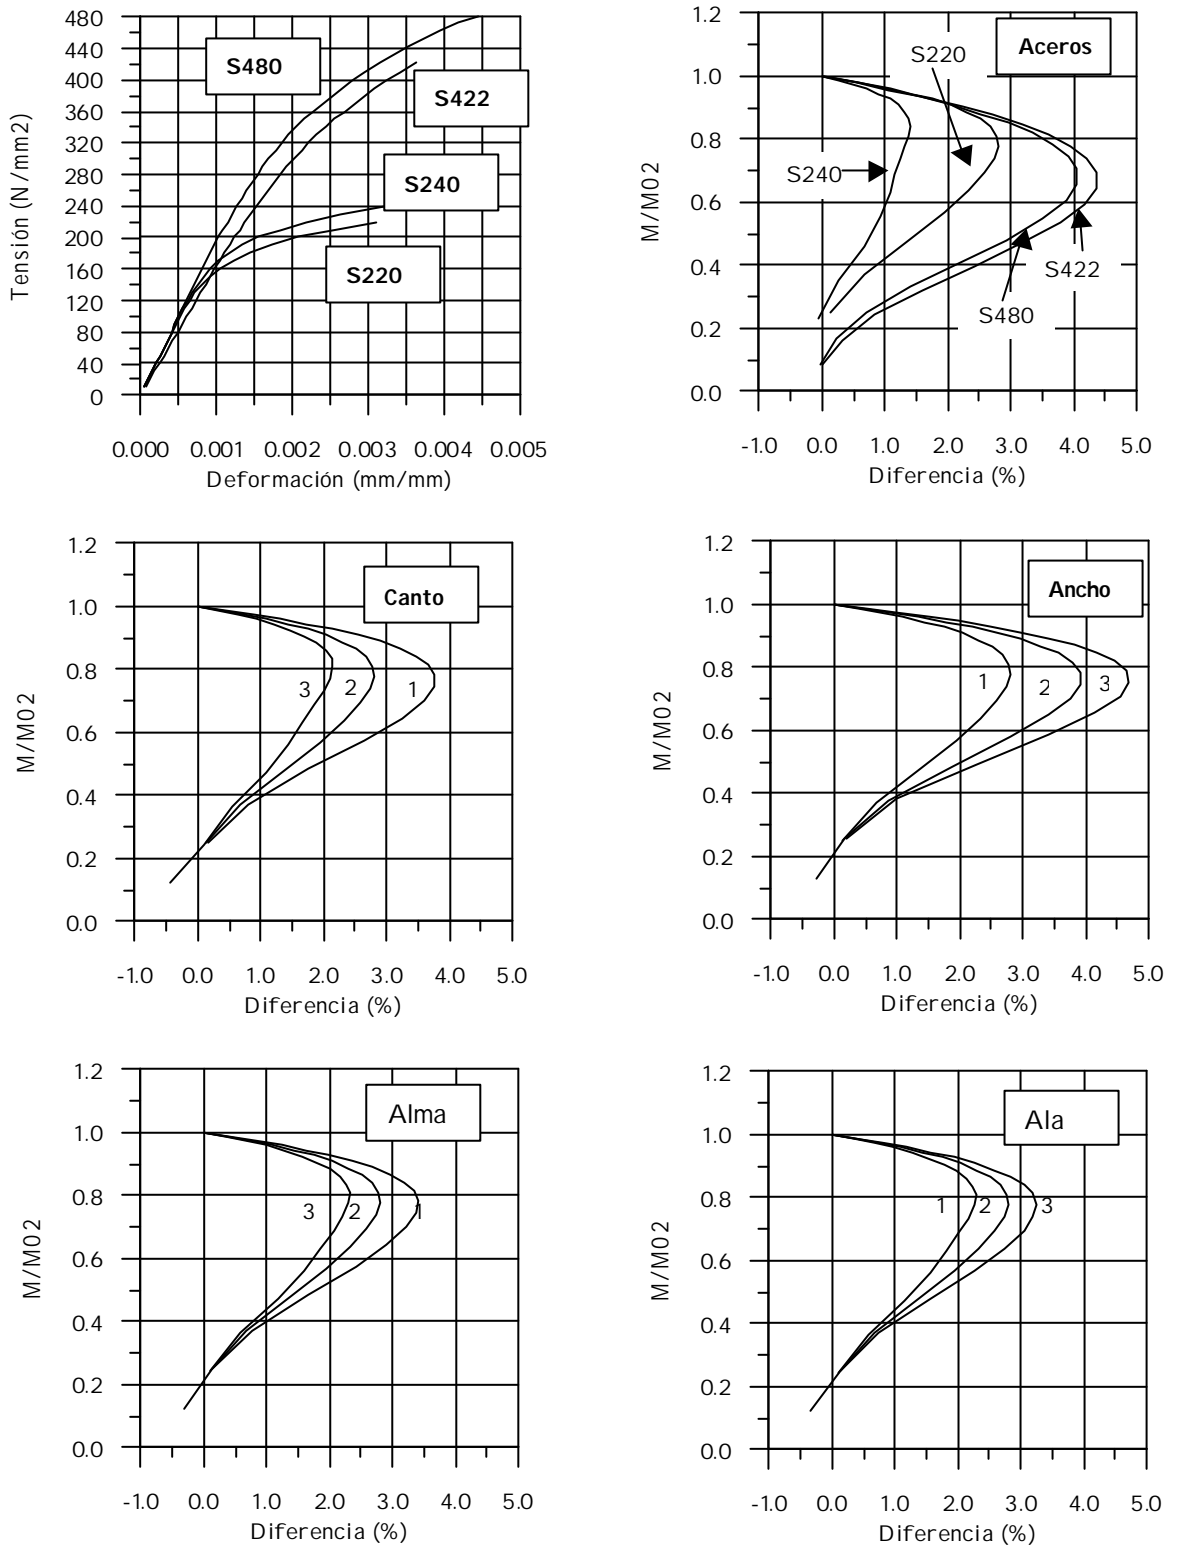 480
440
400
360
320
280
240
200
160
120
80
40
0
Tensión (N/mm2)
S480
S422
S240
S220
0.000 0.001 0.002 0.003 0.004 0.005
Deformación (mm/mm)
1.2
1.0
0.8
0.6
0.4
0.2
0.0
M/M02
Aceros
S220
S240
S422
S480
-1.0 0.0 1.0 2.0 3.0 4.0 5.0
Diferencia (%)
1.2
1.0
0.8
0.6
0.4
0.2
0.0
M/M02
Canto
3 2 1
-1.0 0.0 1.0 2.0 3.0 4.0 5.0
Diferencia (%)
1.2
1.0
0.8
0.6
0.4
0.2
0.0
M/M02
Ancho
1 2 3
-1.0 0.0 1.0 2.0 3.0 4.0 5.0
Diferencia (%)
1.2
1.0
0.8
0.6
0.4
0.2
0.0
M/M02
Alma
3 2 1
-1.0 0.0 1.0 2.0 3.0 4.0 5.0
Diferencia (%)
1.2
1.0
0.8
0.6
0.4
0.2
0.0
M/M02
Ala
1 2 3
-1.0 0.0 1.0 2.0 3.0 4.0 5.0
Diferencia (%)